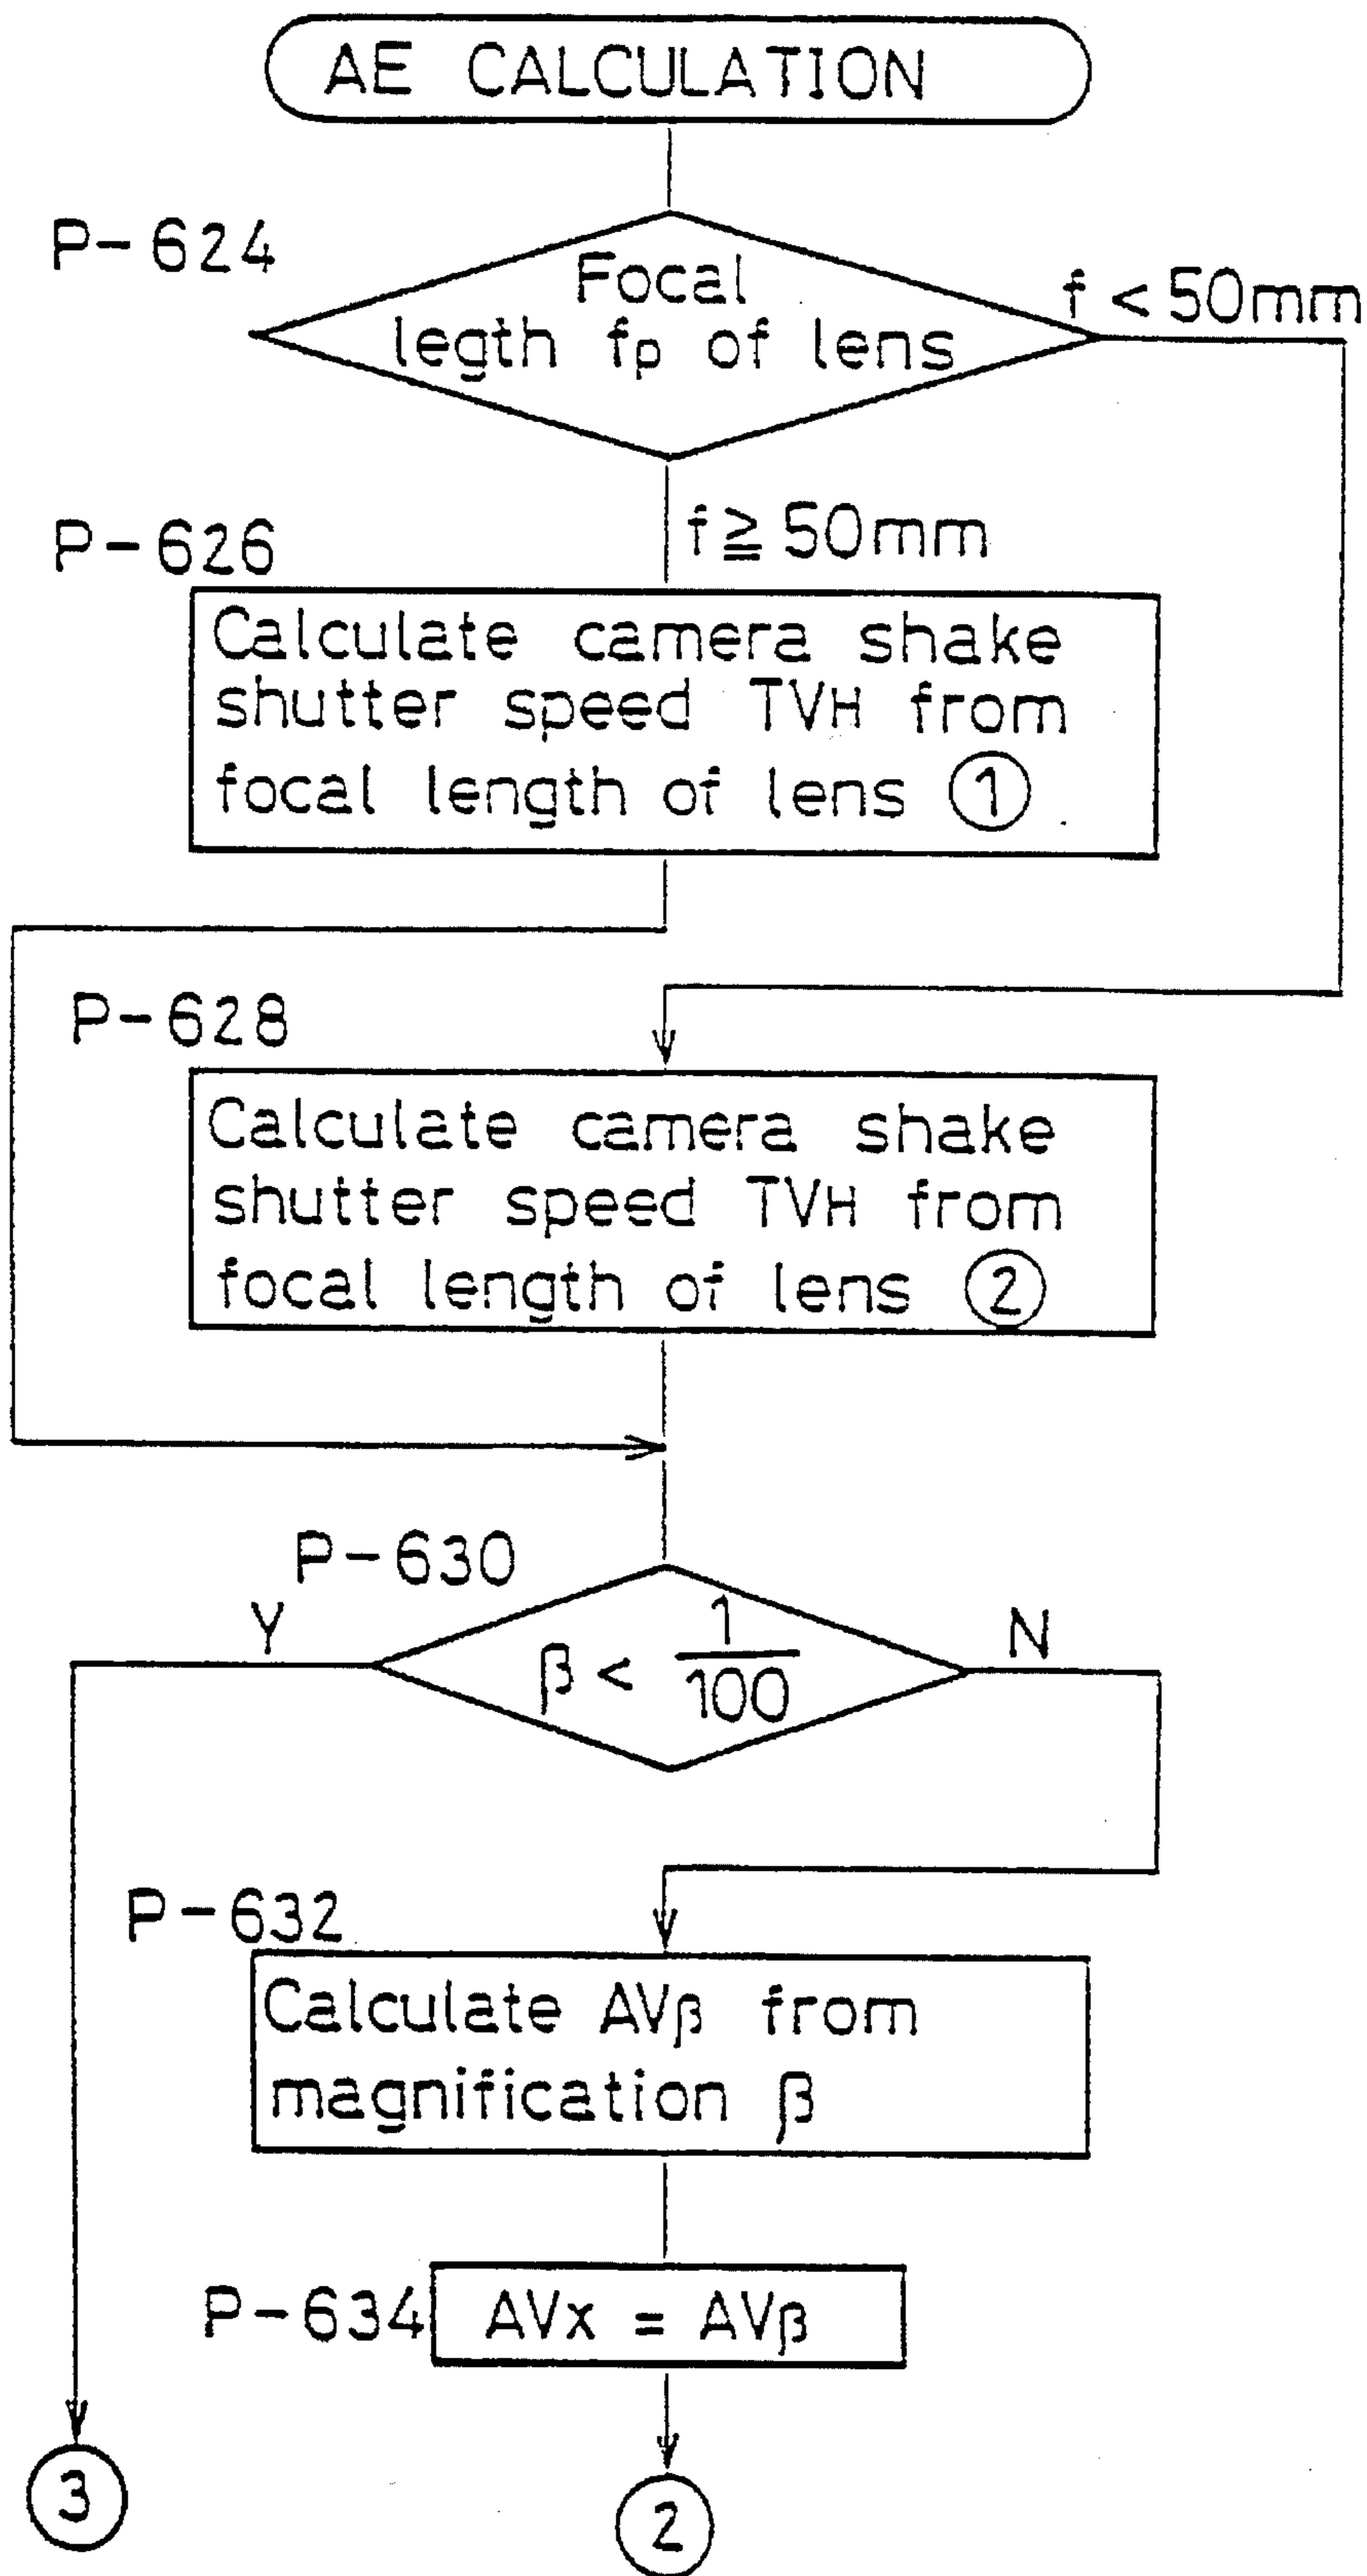 AE CALCULATION
P-624
Focal
legth fp of lens
f < 50mm
f ≧ 50mm
P-626
Calculate camera shake
shutter speed TVH from
focal length of lens ①
P-628
Calculate camera shake
shutter speed TVH from
focal length of lens ②
P-630
Y
β < 1/100
N
P-632
Calculate AVβ from
magnification β
P-634
AVx = AVβ
③
②